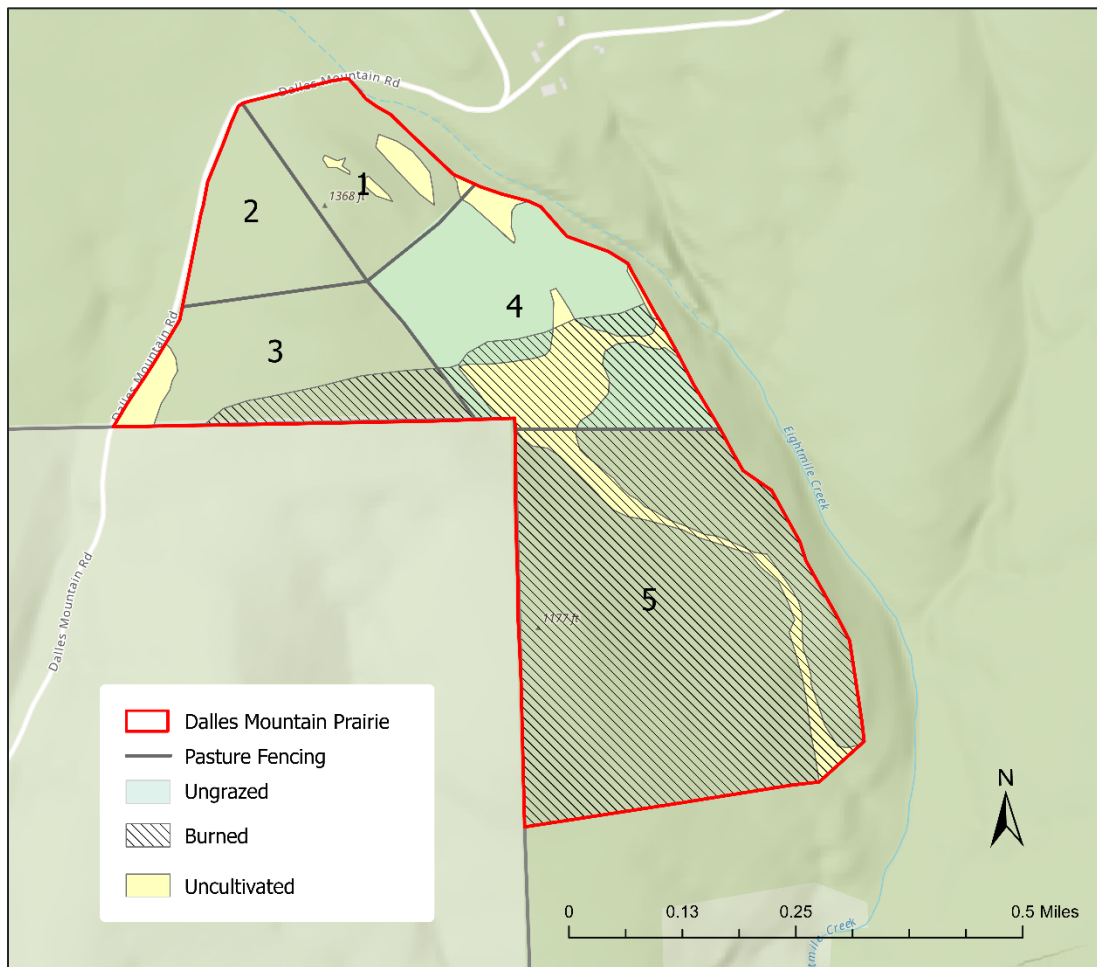 Dalles Mountain Rd
1
1368 ft
2
4
3
Dalles Mountain Rd
Eightmile Creek
Dalles Mountain Rd
5
1177 ft
Dalles Mountain Prairie
Pasture Fencing
Ungrazed
Burned
Uncultivated
N
0 0.13 0.25 0.5 Miles
Creek